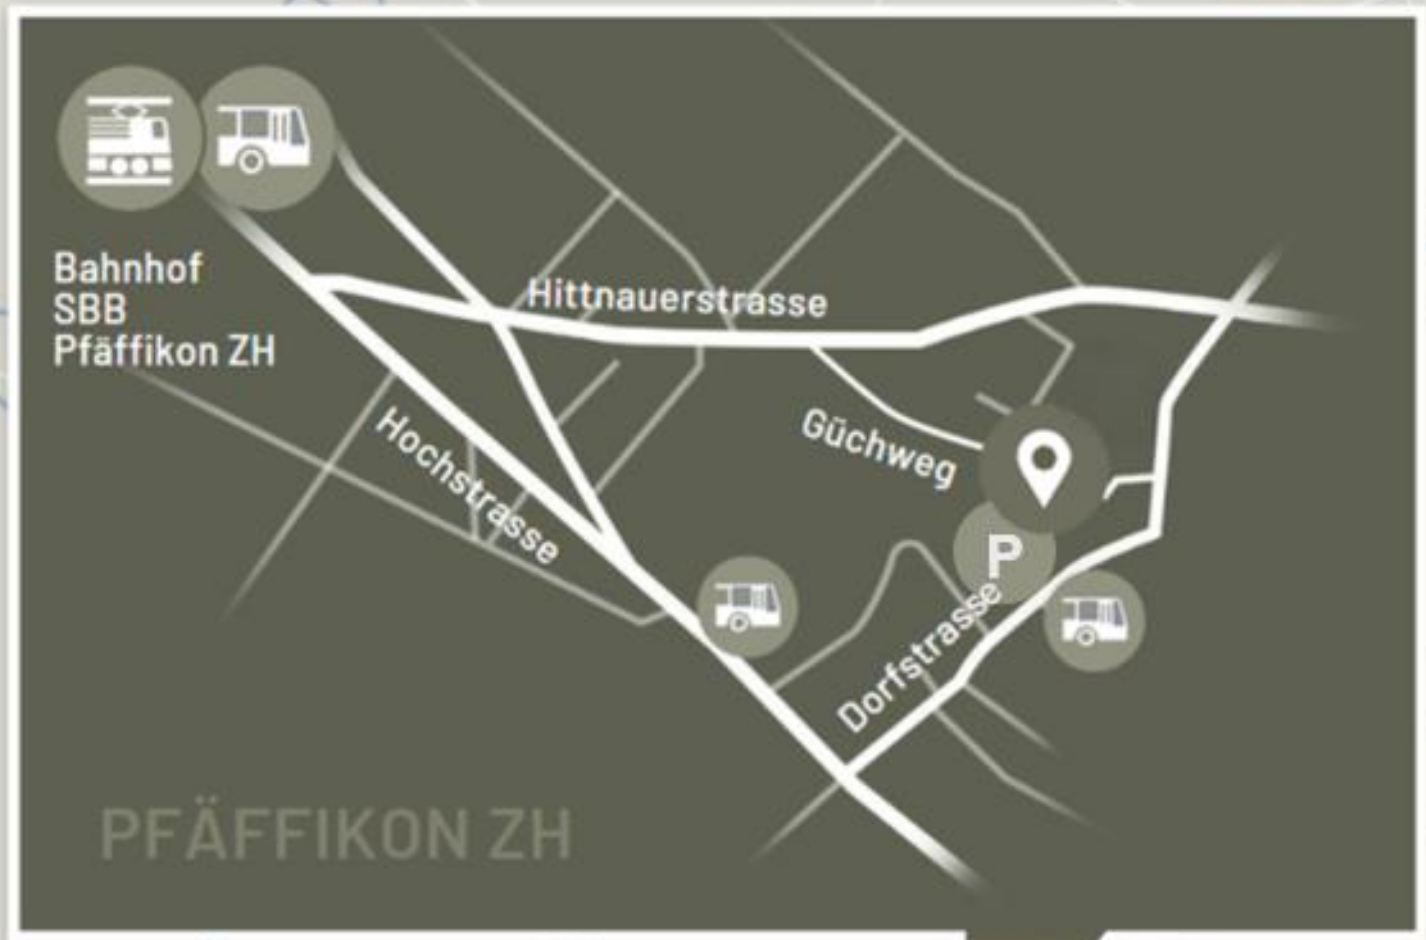 Bahnhof
SBB
Pfäffikon ZH
Hittnauerstrasse
Hochstrasse
Güchweg
P
Dorfstrasse
PFÄFFIKON ZH